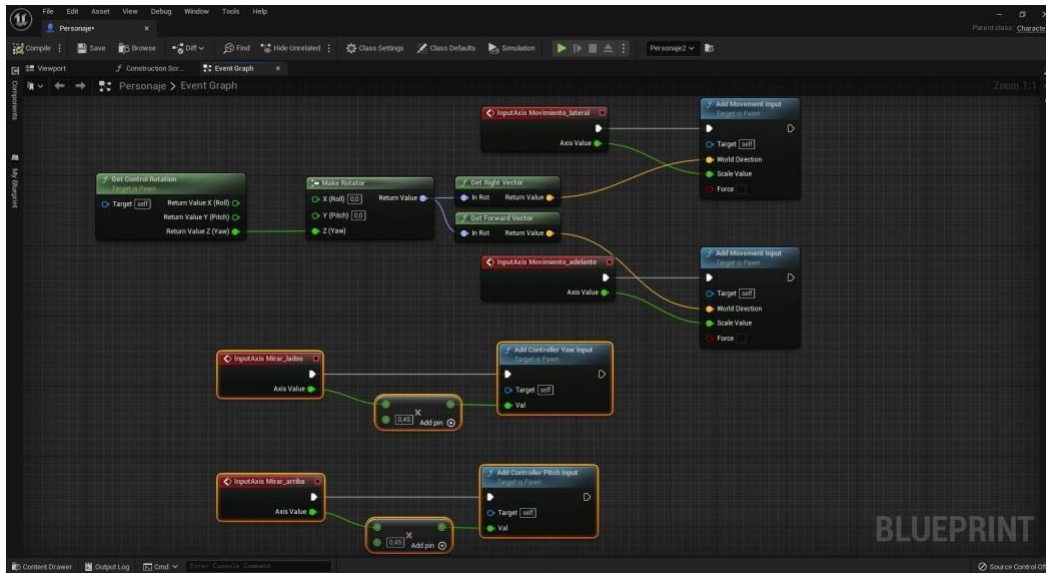 File Edit Asset View Debug Window Tools Help
Personaje•
Parent class: Characte
Compile Save Browse Diff Find Hide Unrelated Class Settings Class Defaults Simulation Personaje2
Viewport Construction Scr... Event Graph
Personaje > Event Graph Zoom 1:1
Components
My Blueprint
InputAxis Movimiento_lateral
Axis Value
Add Movement Input
Target is Pawn
Target self
World Direction
Scale Value
Force
Get Control Rotation
Target is Pawn
Target self Return Value X (Roll)
Return Value Y (Pitch)
Return Value Z (Yaw)
Make Rotator
X (Roll) 0,0 Return Value
Y (Pitch) 0,0
Z (Yaw)
Get Right Vector
In Rot Return Value
Get Forward Vector
In Rot Return Value
InputAxis Movimiento_adelante
Axis Value
Add Movement Input
Target is Pawn
Target self
World Direction
Scale Value
Force
InputAxis Mirar_lados
Axis Value
0,45 Add pin
Add Controller Yaw Input
Target is Pawn
Target self
Val
InputAxis Mirar_arriba
Axis Value
0,45 Add pin
Add Controller Pitch Input
Target is Pawn
Target self
Val
BLUEPRINT
Content Drawer Output Log Cmd Enter Console Command Source Control Of